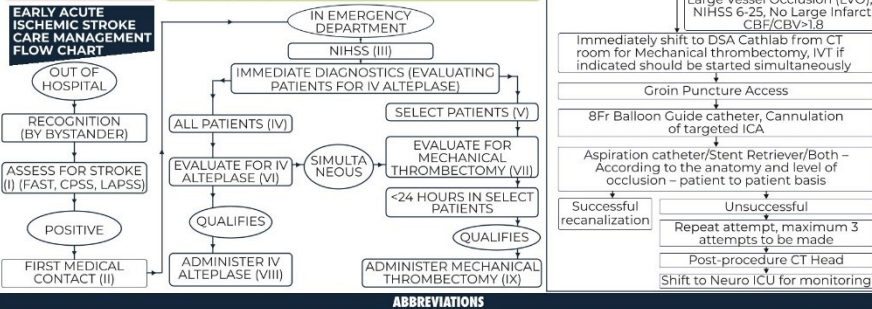 EARLY ACUTE
ISCHEMIC STROKE
CARE MANAGEMENT
FLOW CHART
OUT OF
HOSPITAL
RECOGNITION
(BY BYSTANDER)
ASSESS FOR STROKE
(I) (FAST, CPSS, LAPSS)
POSITIVE
FIRST MEDICAL
CONTACT (II)
IN EMERGENCY
DEPARTMENT
NIHSS (III)
IMMEDIATE DIAGNOSTICS (EVALUATING
PATIENTS FOR IV ALTEPLASE)
ALL PATIENTS (IV)
EVALUATE FOR IV
ALTEPLASE (VI)
QUALIFIES
ADMINISTER IV
ALTEPLASE (VIII)
SIMULTA
NEOUS
SELECT PATIENTS (V)
EVALUATE FOR
MECHANICAL
THROMBECTOMY (VII)
<24 HOURS IN SELECT
PATIENTS
QUALIFIES
ADMINISTER MECHANICAL
THROMBECTOMY (IX)
Large Vessel Occlusion (LVO),
NIHSS 6-25, No Large Infarct
CBF/CBV>1.8
Immediately shift to DSA Cathlab from CT
room for Mechanical thrombectomy, IVT if
indicated should be started simultaneously
Groin Puncture Access
8Fr Balloon Guide catheter, Cannulation
of targeted ICA
Aspiration catheter/Stent Retriever/Both –
According to the anatomy and level of
occlusion – patient to patient basis
Successful
recanalization
Unsuccessful
Repeat attempt, maximum 3
attempts to be made
Post-procedure CT Head
Shift to Neuro ICU for monitoring
ABBREVIATIONS